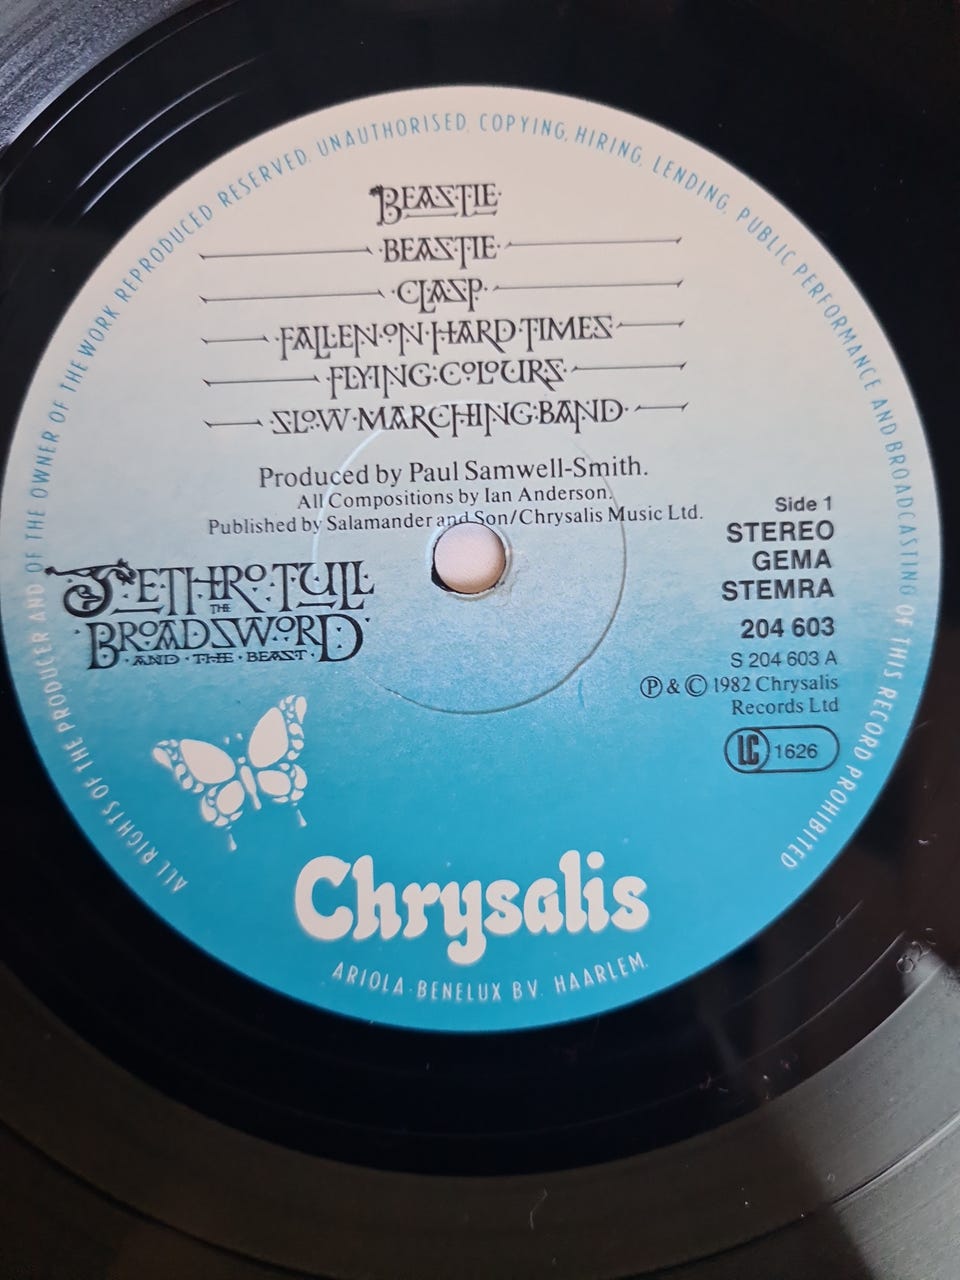 BEASTIE
·BEASTIE·
·CLASP·
·FALLEN·ON·HARD·TIMES·
·FLYING·COLOURS·
·SLOW·MARCHING·BAND·
Produced by Paul Samwell-Smith.
All Compositions by Ian Anderson.
Published by Salamander and Son/Chrysalis Music Ltd.
Side 1
STEREO
GEMA
STEMRA
204 603
S 204 603 A
Ⓟ & © 1982 Chrysalis
Records Ltd
LC 1626
JETHRO·TULL
THE
·BROADSWORD·
·AND·THE·BEAST·
Chrysalis
ARIOLA-BENELUX B.V. HAARLEM.
ALL RIGHTS OF THE PRODUCER AND OF THE OWNER OF THE WORK REPRODUCED RESERVED. UNAUTHORISED, COPYING, HIRING, LENDING, PUBLIC PERFORMANCE AND BROADCASTING OF THIS RECORD PROHIBITED